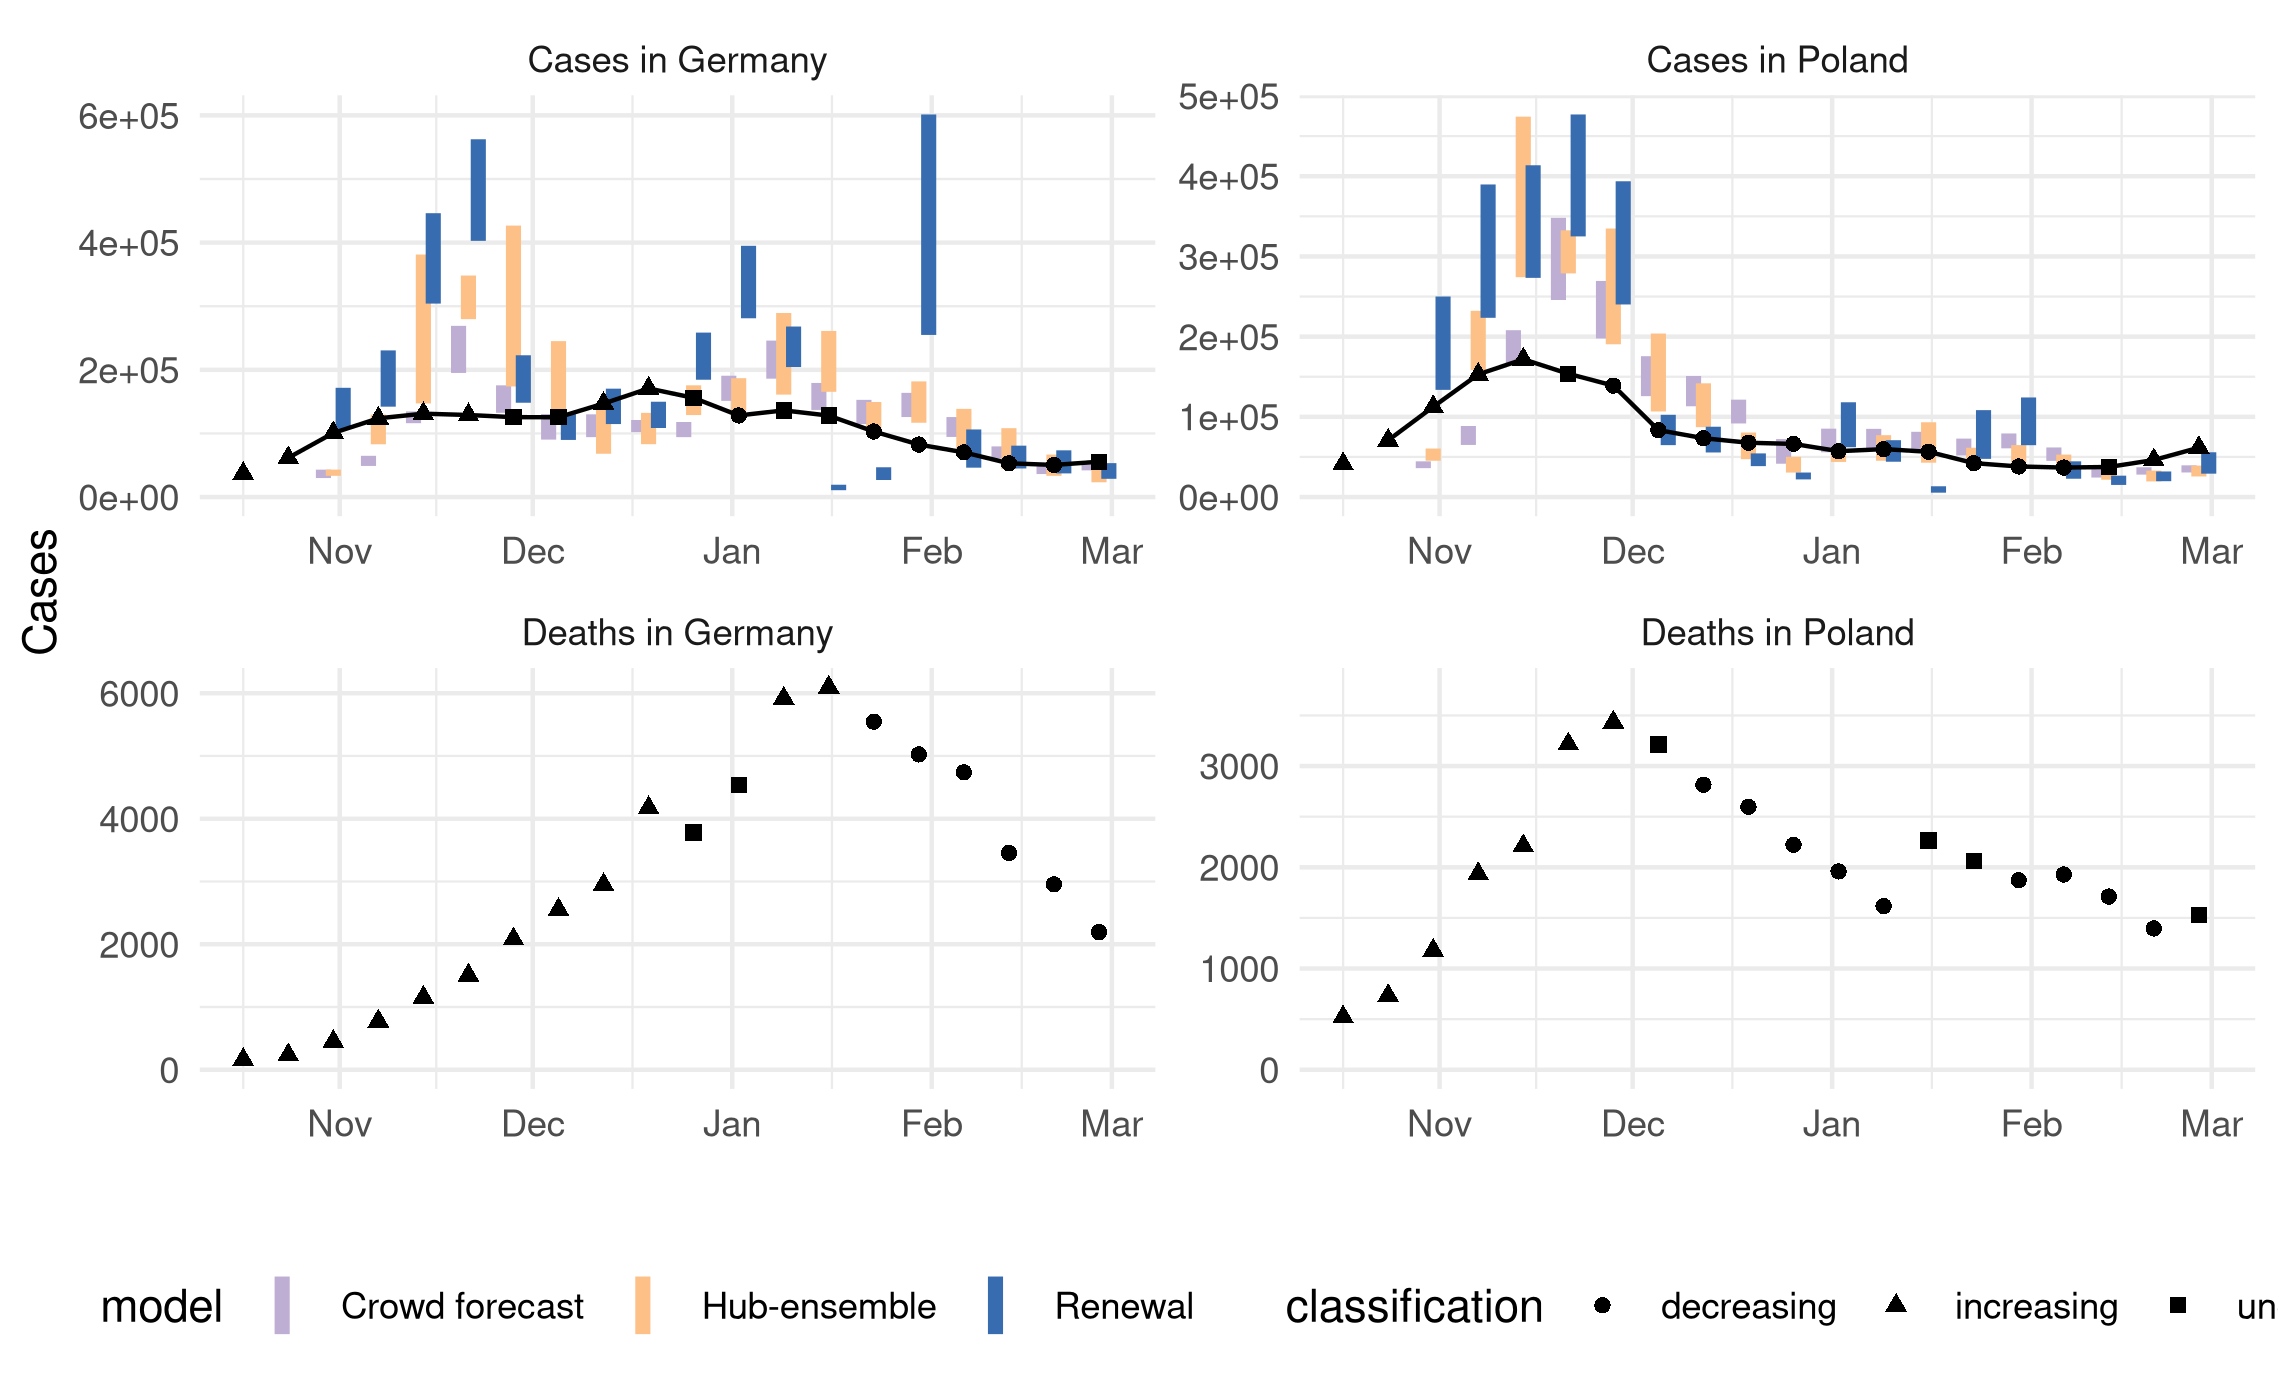 Cases in Germany
Cases in Poland
6e+05
4e+05
2e+05
0e+00
5e+05
4e+05
3e+05
2e+05
1e+05
0e+00
Nov Dec Jan Feb Mar
Nov Dec Jan Feb Mar
Cases
Deaths in Germany
Deaths in Poland
6000
4000
2000
0
3000
2000
1000
0
Nov Dec Jan Feb Mar
Nov Dec Jan Feb Mar
model Crowd forecast Hub-ensemble Renewal classification decreasing increasing un